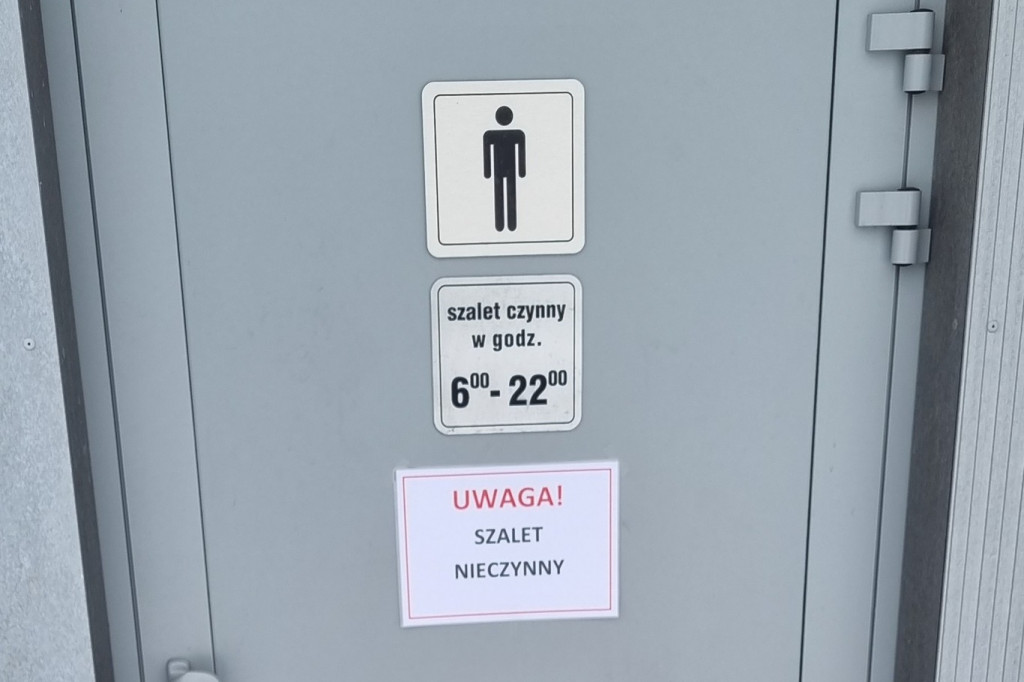 szalet czynny
w godz.
6⁰⁰- 22⁰⁰
UWAGA!
SZALET
NIECZYNNY